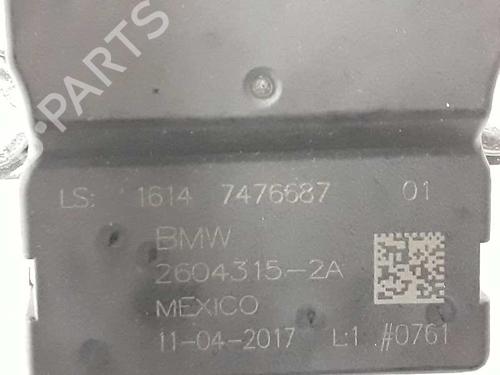 PARTS
LS: 1614 7476687 01
BMW
2604315-2A
MEXICO
11-04-2017 L:1 #0761